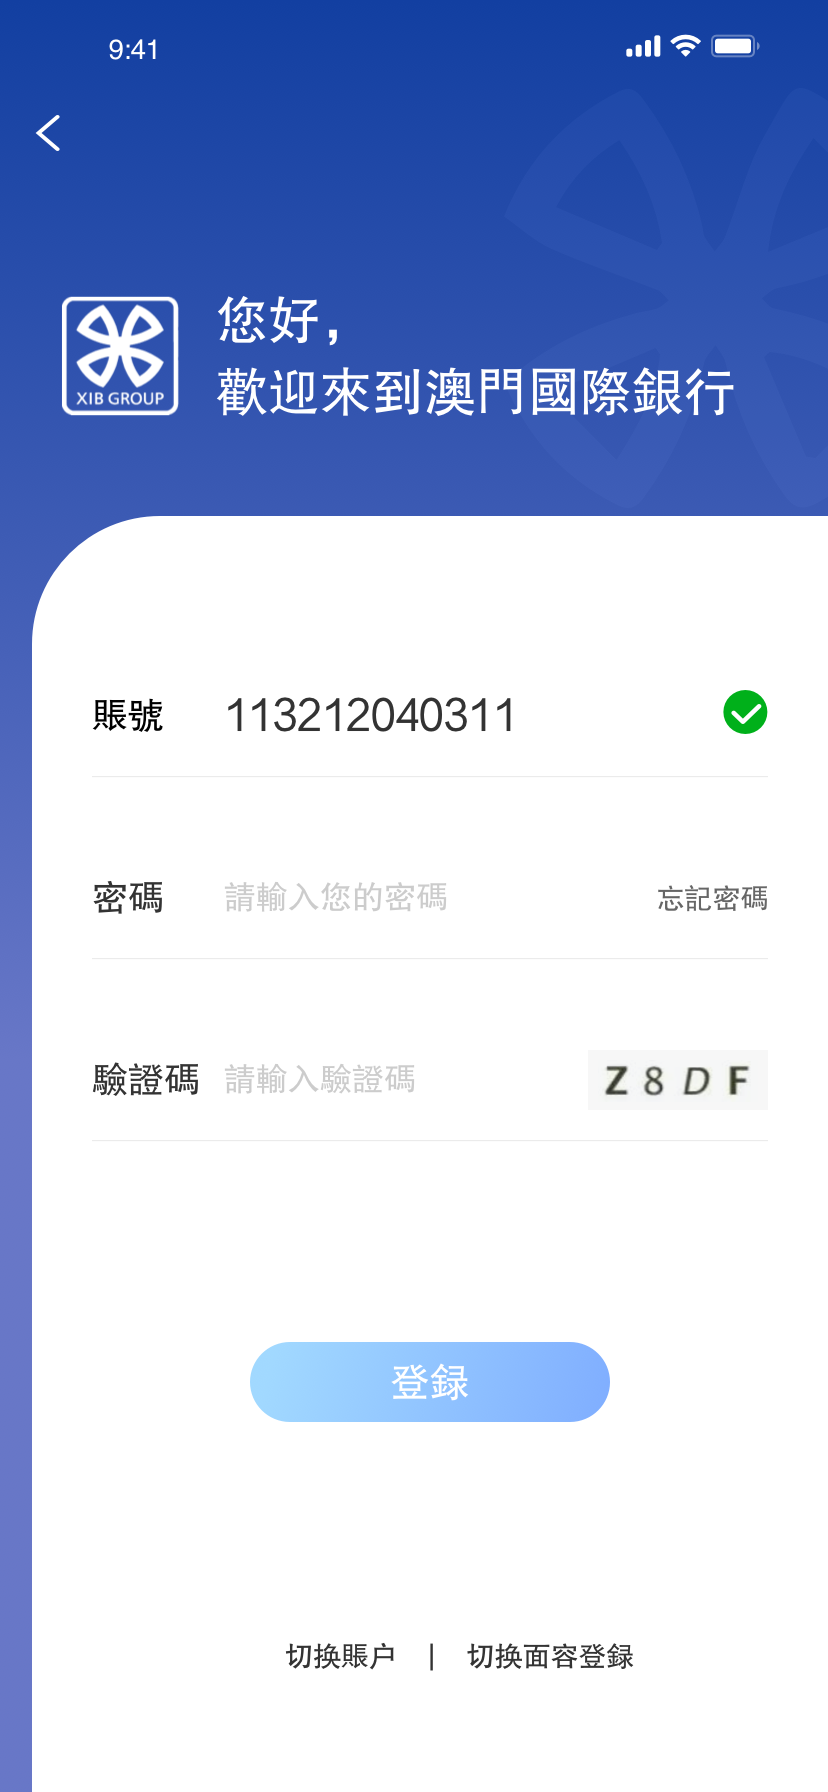 9:41
您好,
歡迎來到澳門國際銀行
XIB GROUP
賬號 113212040311
密碼 請輸入您的密碼 忘記密碼
驗證碼 請輸入驗證碼 Z 8 D F
登録
切换賬户 | 切换面容登録